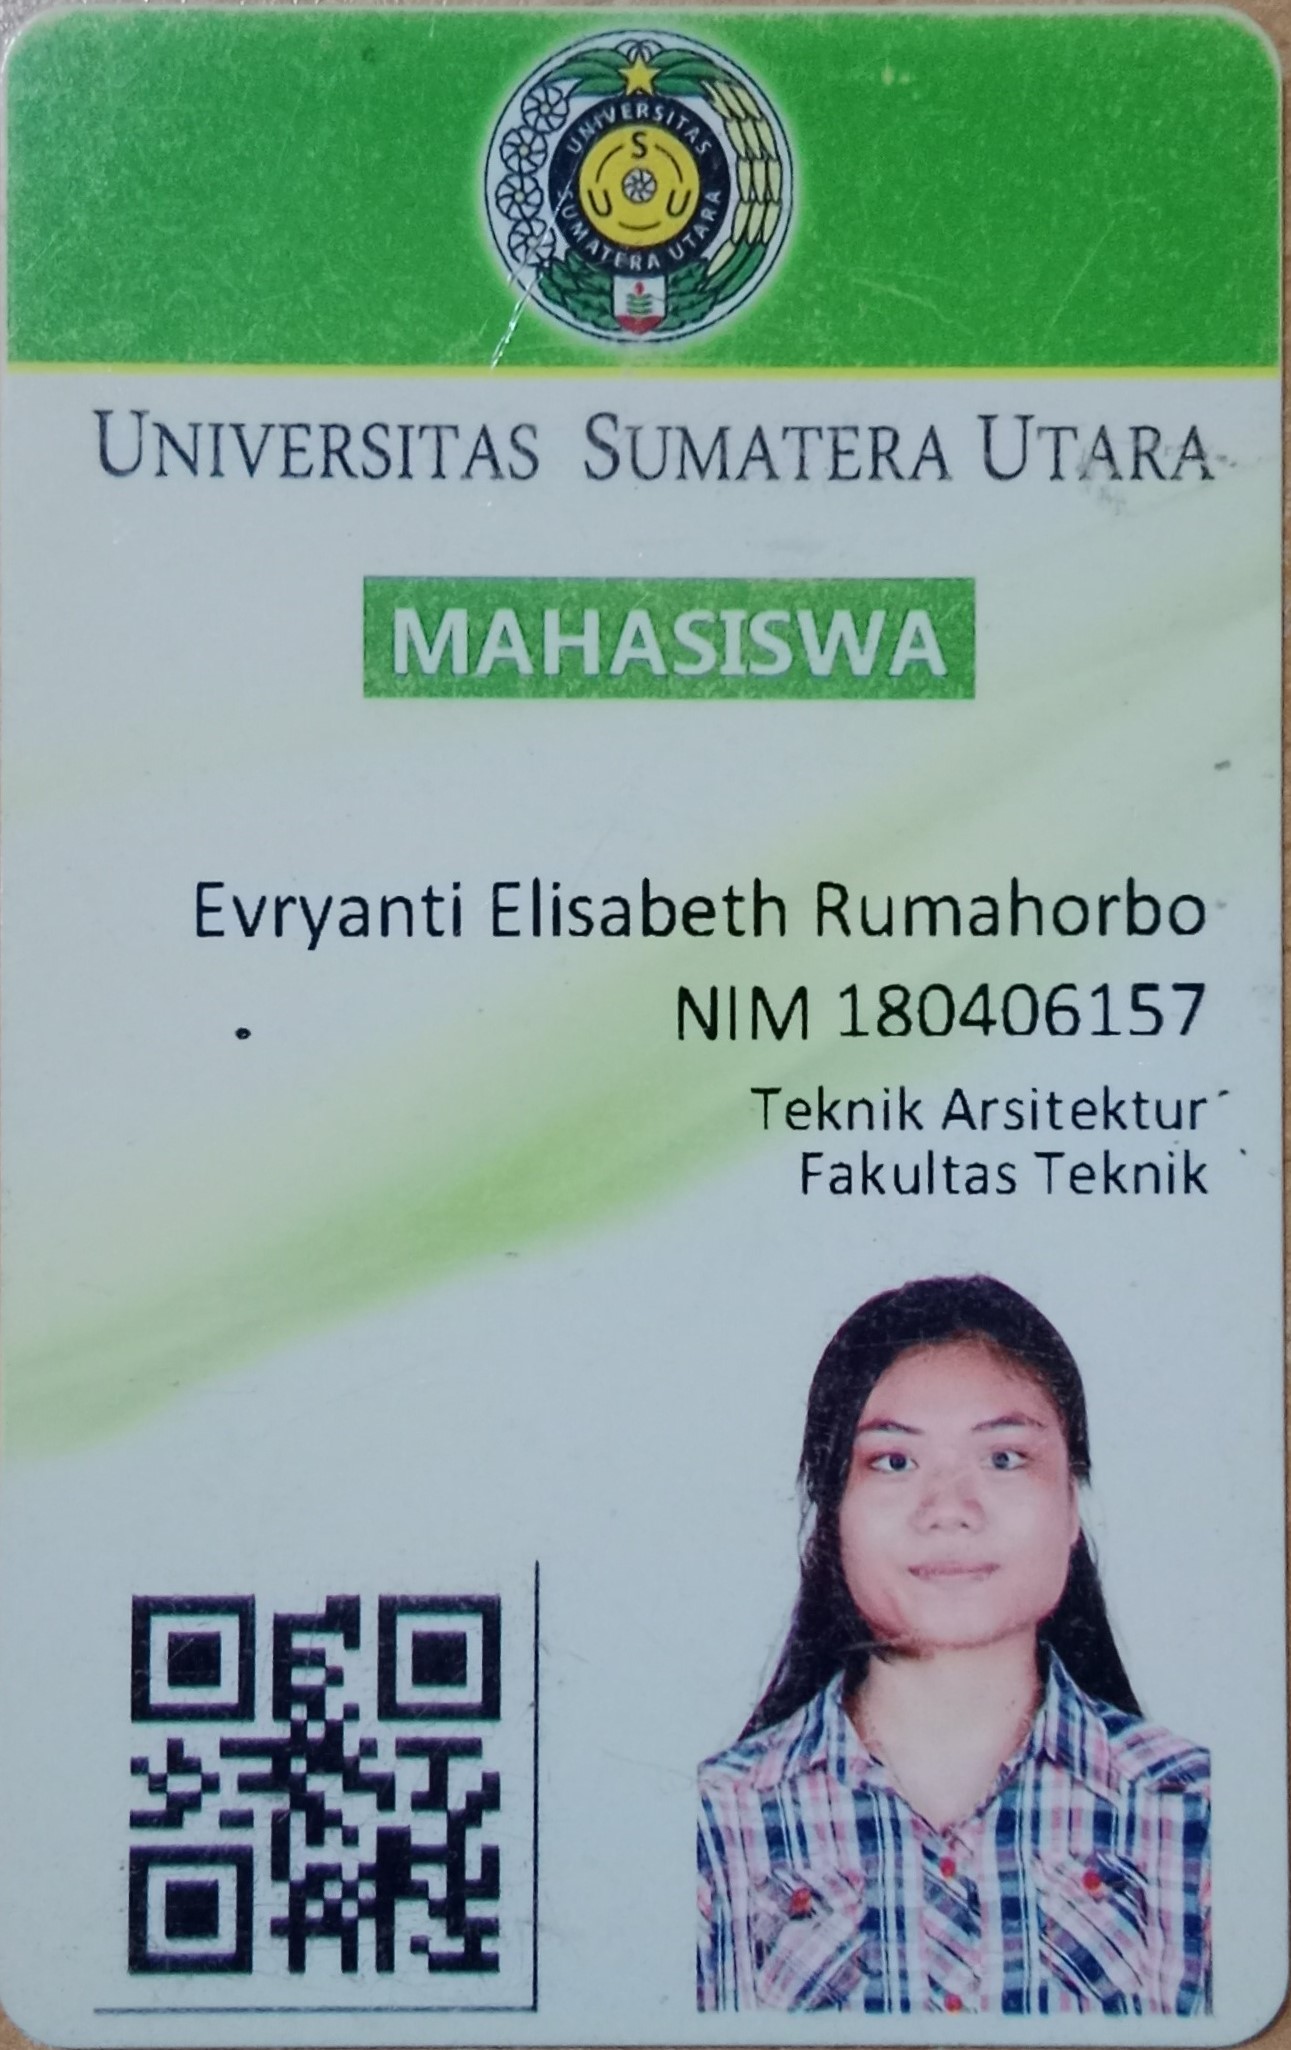 UNIVERSITAS
SUMATERA UTARA
S
U U
UNIVERSITAS SUMATERA UTARA
MAHASISWA
Evryanti Elisabeth Rumahorbo
NIM 180406157
Teknik Arsitektur
Fakultas Teknik